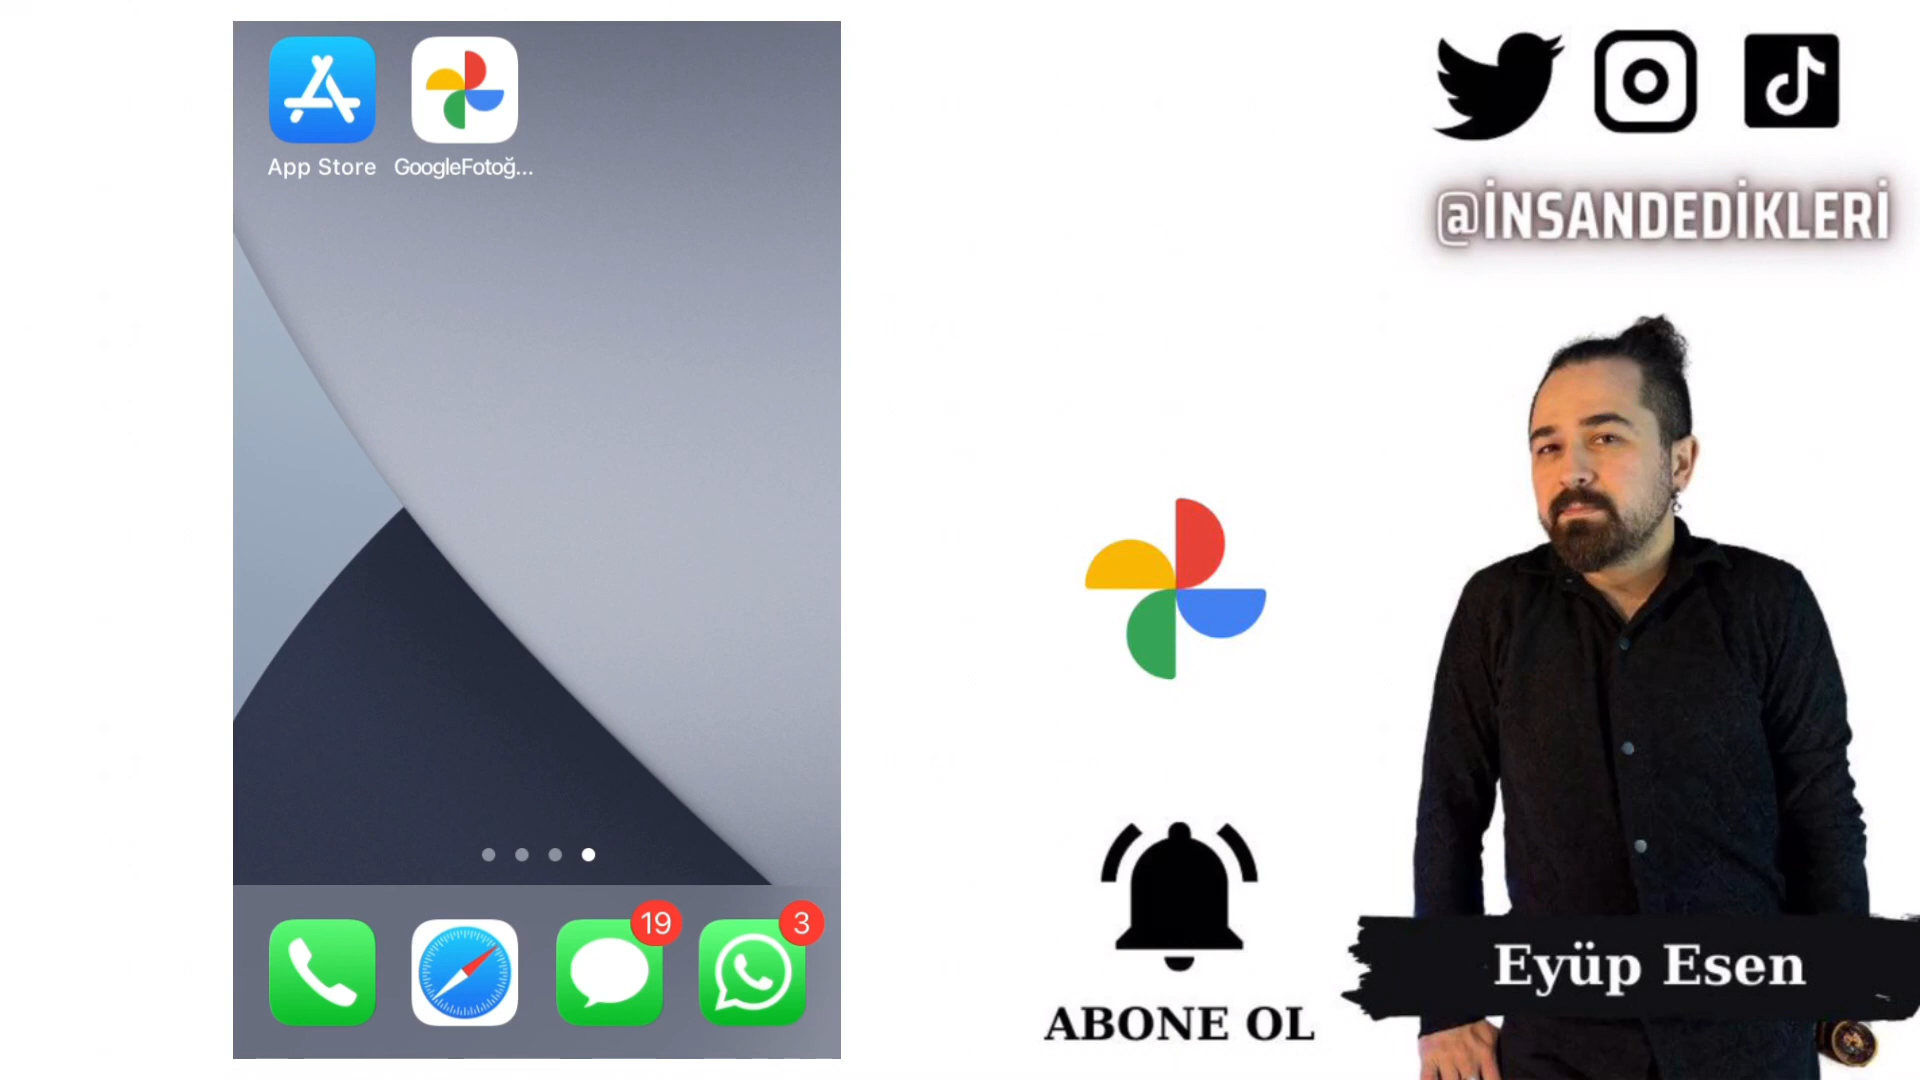 App Store
GoogleFotoğ...
19
3
@İNSANDEDİKLERİ
ABONE OL
Eyüp Esen